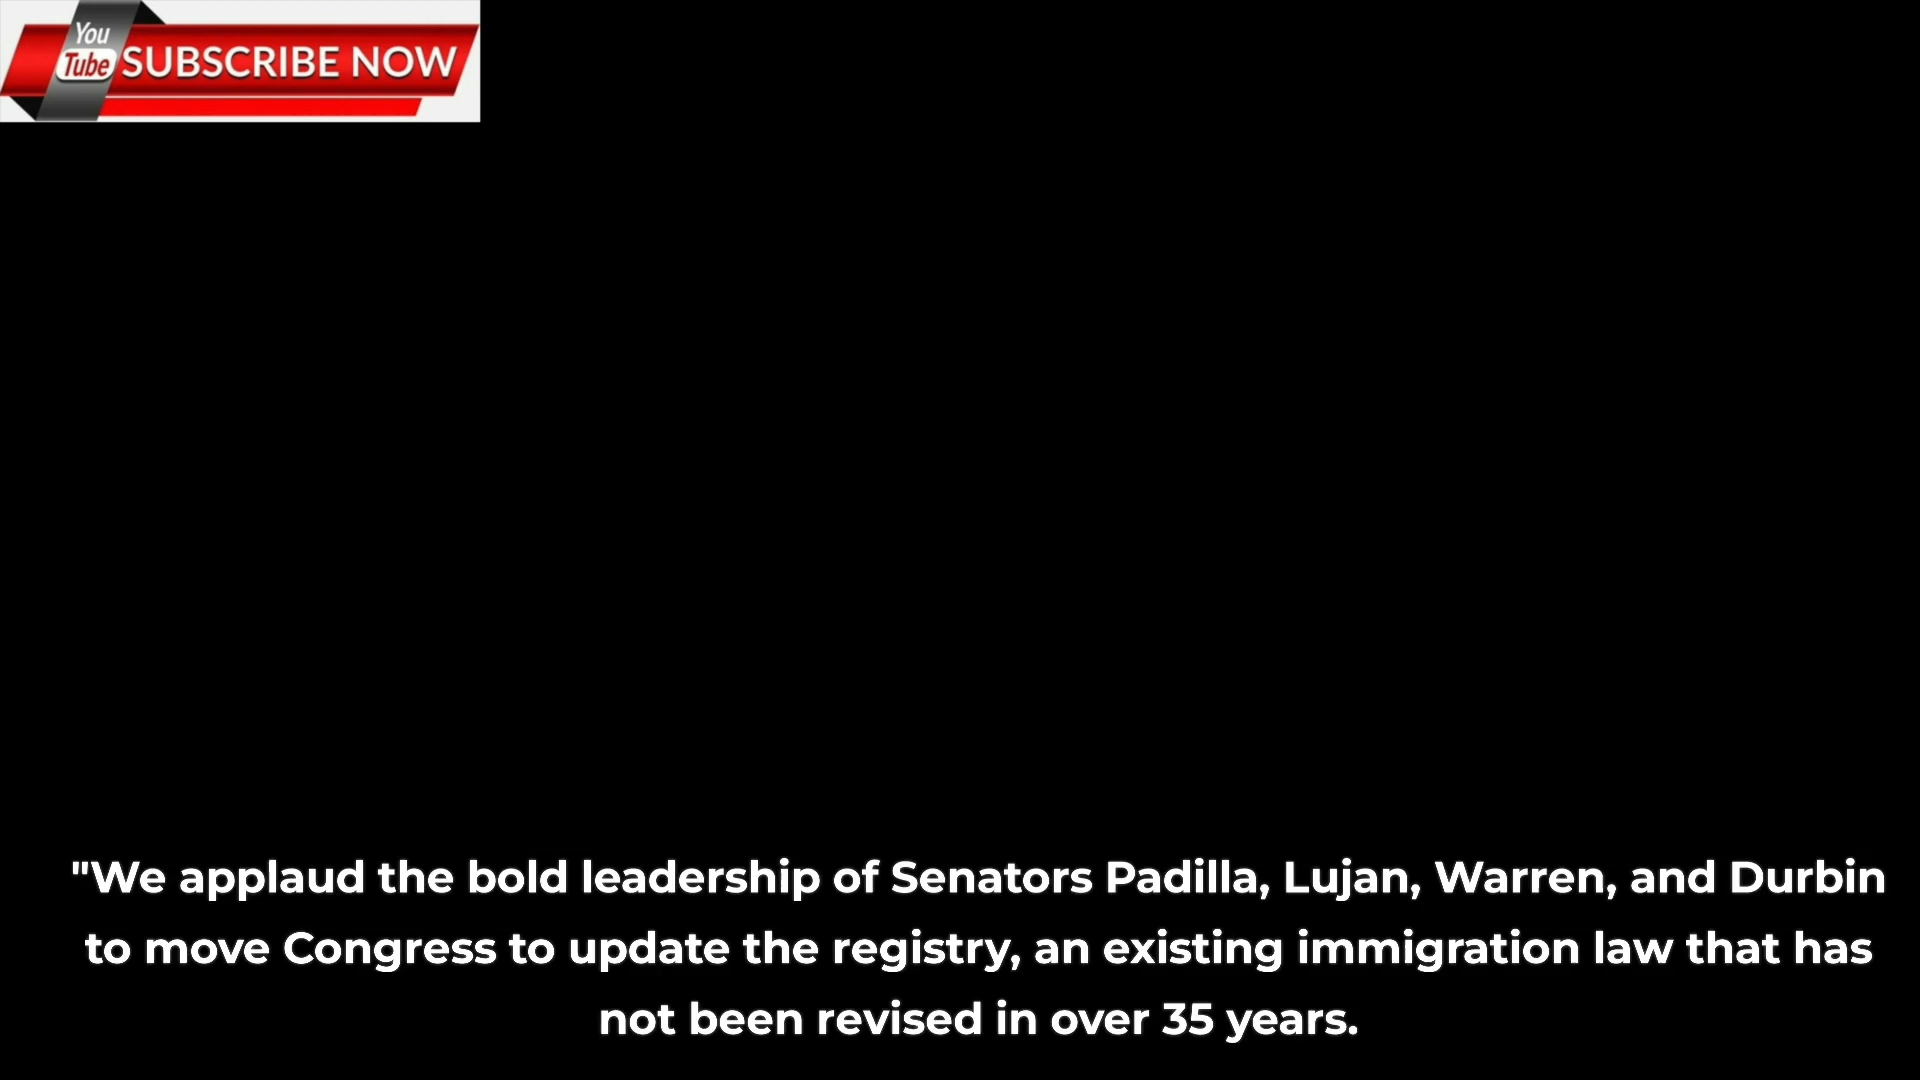 You
Tube SUBSCRIBE NOW
"We applaud the bold leadership of Senators Padilla, Lujan, Warren, and Durbin
to move Congress to update the registry, an existing immigration law that has
not been revised in over 35 years.